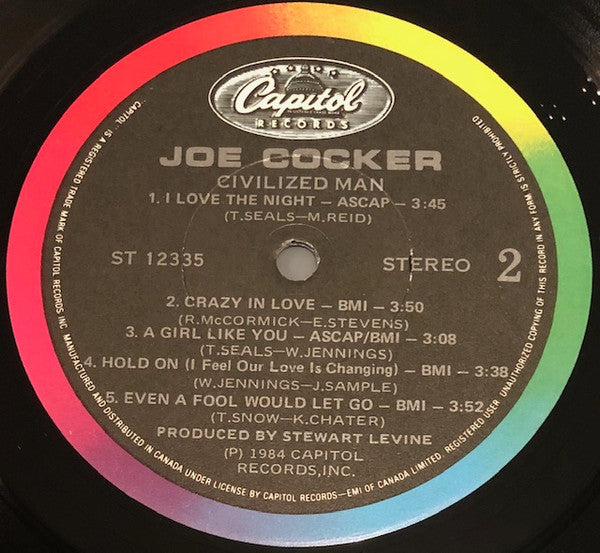 Capitol
RECORDS
JOE COCKER
CIVILIZED MAN
1. I LOVE THE NIGHT – ASCAP – 3:45
(T.SEALS–M.REID)
ST 12335
STEREO 2
2. CRAZY IN LOVE – BMI – 3:50
(R.McCORMICK–E.STEVENS)
3. A GIRL LIKE YOU – ASCAP/BMI – 3:08
(T.SEALS–W.JENNINGS)
4. HOLD ON (I Feel Our Love Is Changing) – BMI – 3:38
(W.JENNINGS–J.SAMPLE)
5. EVEN A FOOL WOULD LET GO – BMI – 3:52
(T.SNOW–K.CHATER)
PRODUCED BY STEWART LEVINE
(P) 1984 CAPITOL
RECORDS,INC.
CAPITOL IS A REGISTERED TRADE MARK OF CAPITOL RECORDS INC. MANUFACTURED AND DISTRIBUTED IN CANADA UNDER LICENSE BY CAPITOL RECORDS–EMI OF CANADA LIMITED. REGISTERED USER. UNAUTHORIZED COPYING OF THIS RECORD IN ANY FORM IS STRICTLY PROHIBITED